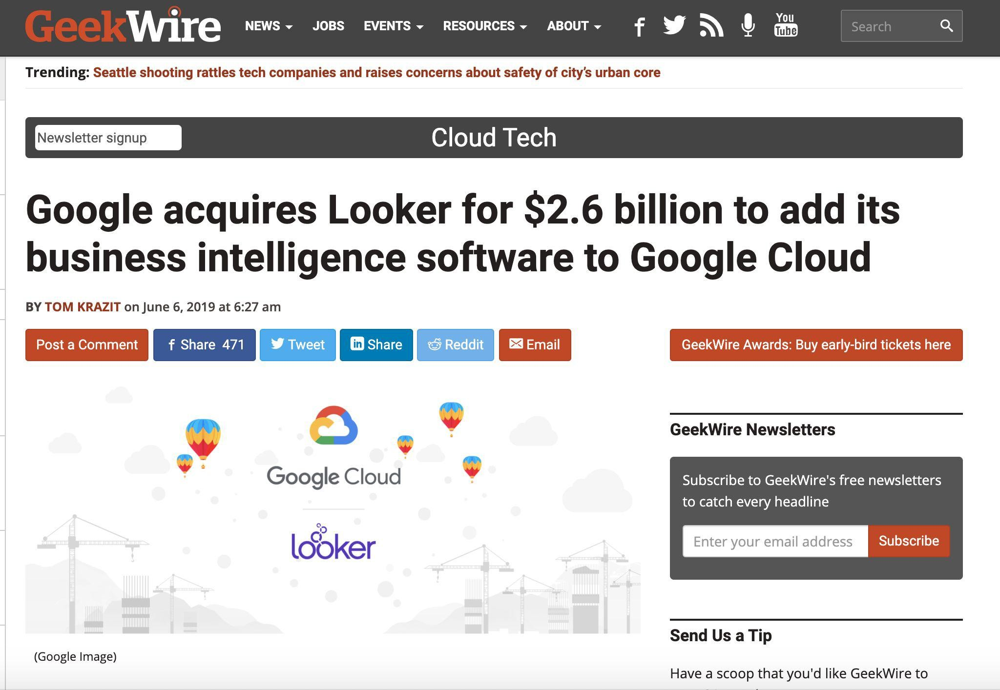 GeekWire
NEWS
JOBS
EVENTS
RESOURCES
ABOUT
You
Tube
Search
Trending: Seattle shooting rattles tech companies and raises concerns about safety of city’s urban core
Newsletter signup
Cloud Tech
Google acquires Looker for $2.6 billion to add its
business intelligence software to Google Cloud
BY TOM KRAZIT on June 6, 2019 at 6:27 am
Post a Comment
f Share 471
Tweet
in Share
Reddit
Email
GeekWire Awards: Buy early-bird tickets here
Google Cloud
looker
(Google Image)
GeekWire Newsletters
Subscribe to GeekWire's free newsletters
to catch every headline
Enter your email address
Subscribe
Send Us a Tip
Have a scoop that you'd like GeekWire to